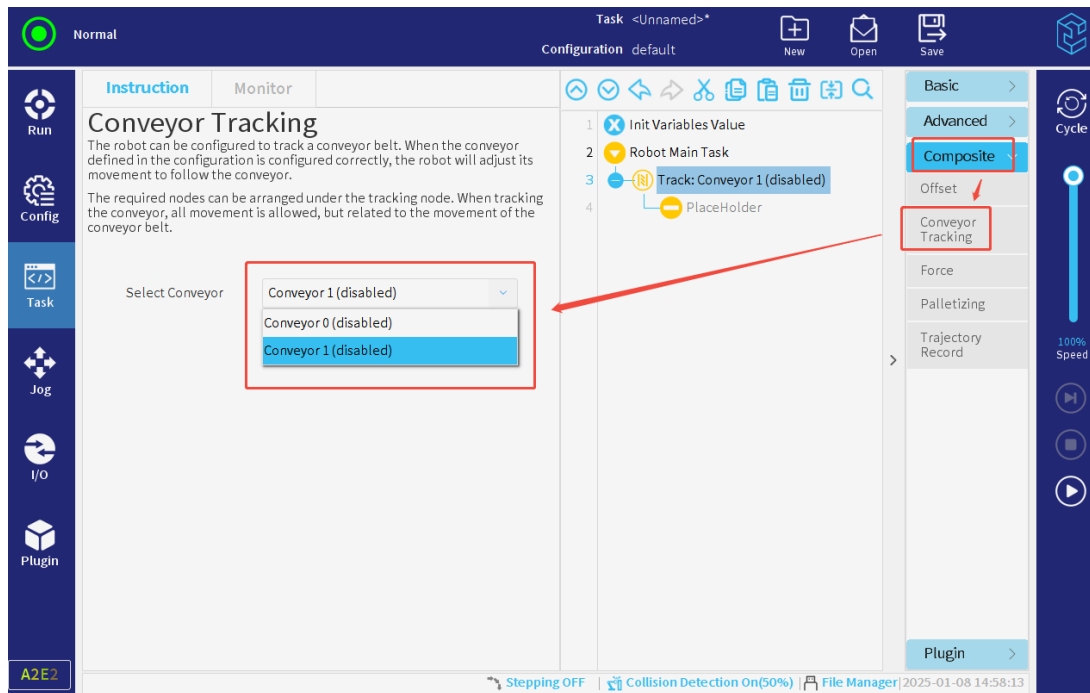 Normal
Task <Unnamed>*
Configuration default
New
Open
Save
Run
Config
Task
Jog
I/O
Plugin
A2E2
Instruction
Monitor
Conveyor Tracking
The robot can be configured to track a conveyor belt. When the conveyor
defined in the configuration is configured correctly, the robot will adjust its
movement to follow the conveyor.
The required nodes can be arranged under the tracking node. When tracking
the conveyor, all movement is allowed, but related to the movement of the
conveyor belt.
Select Conveyor
Conveyor 1 (disabled)
Conveyor 0 (disabled)
Conveyor 1 (disabled)
1 Init Variables Value
2 Robot Main Task
3 Track: Conveyor 1 (disabled)
4 PlaceHolder
Basic
Advanced
Composite
Offset
Conveyor
Tracking
Force
Palletizing
Trajectory
Record
Plugin
Cycle
100%
Speed
Stepping OFF | Collision Detection On(50%) | File Manager | 2025-01-08 14:58:13